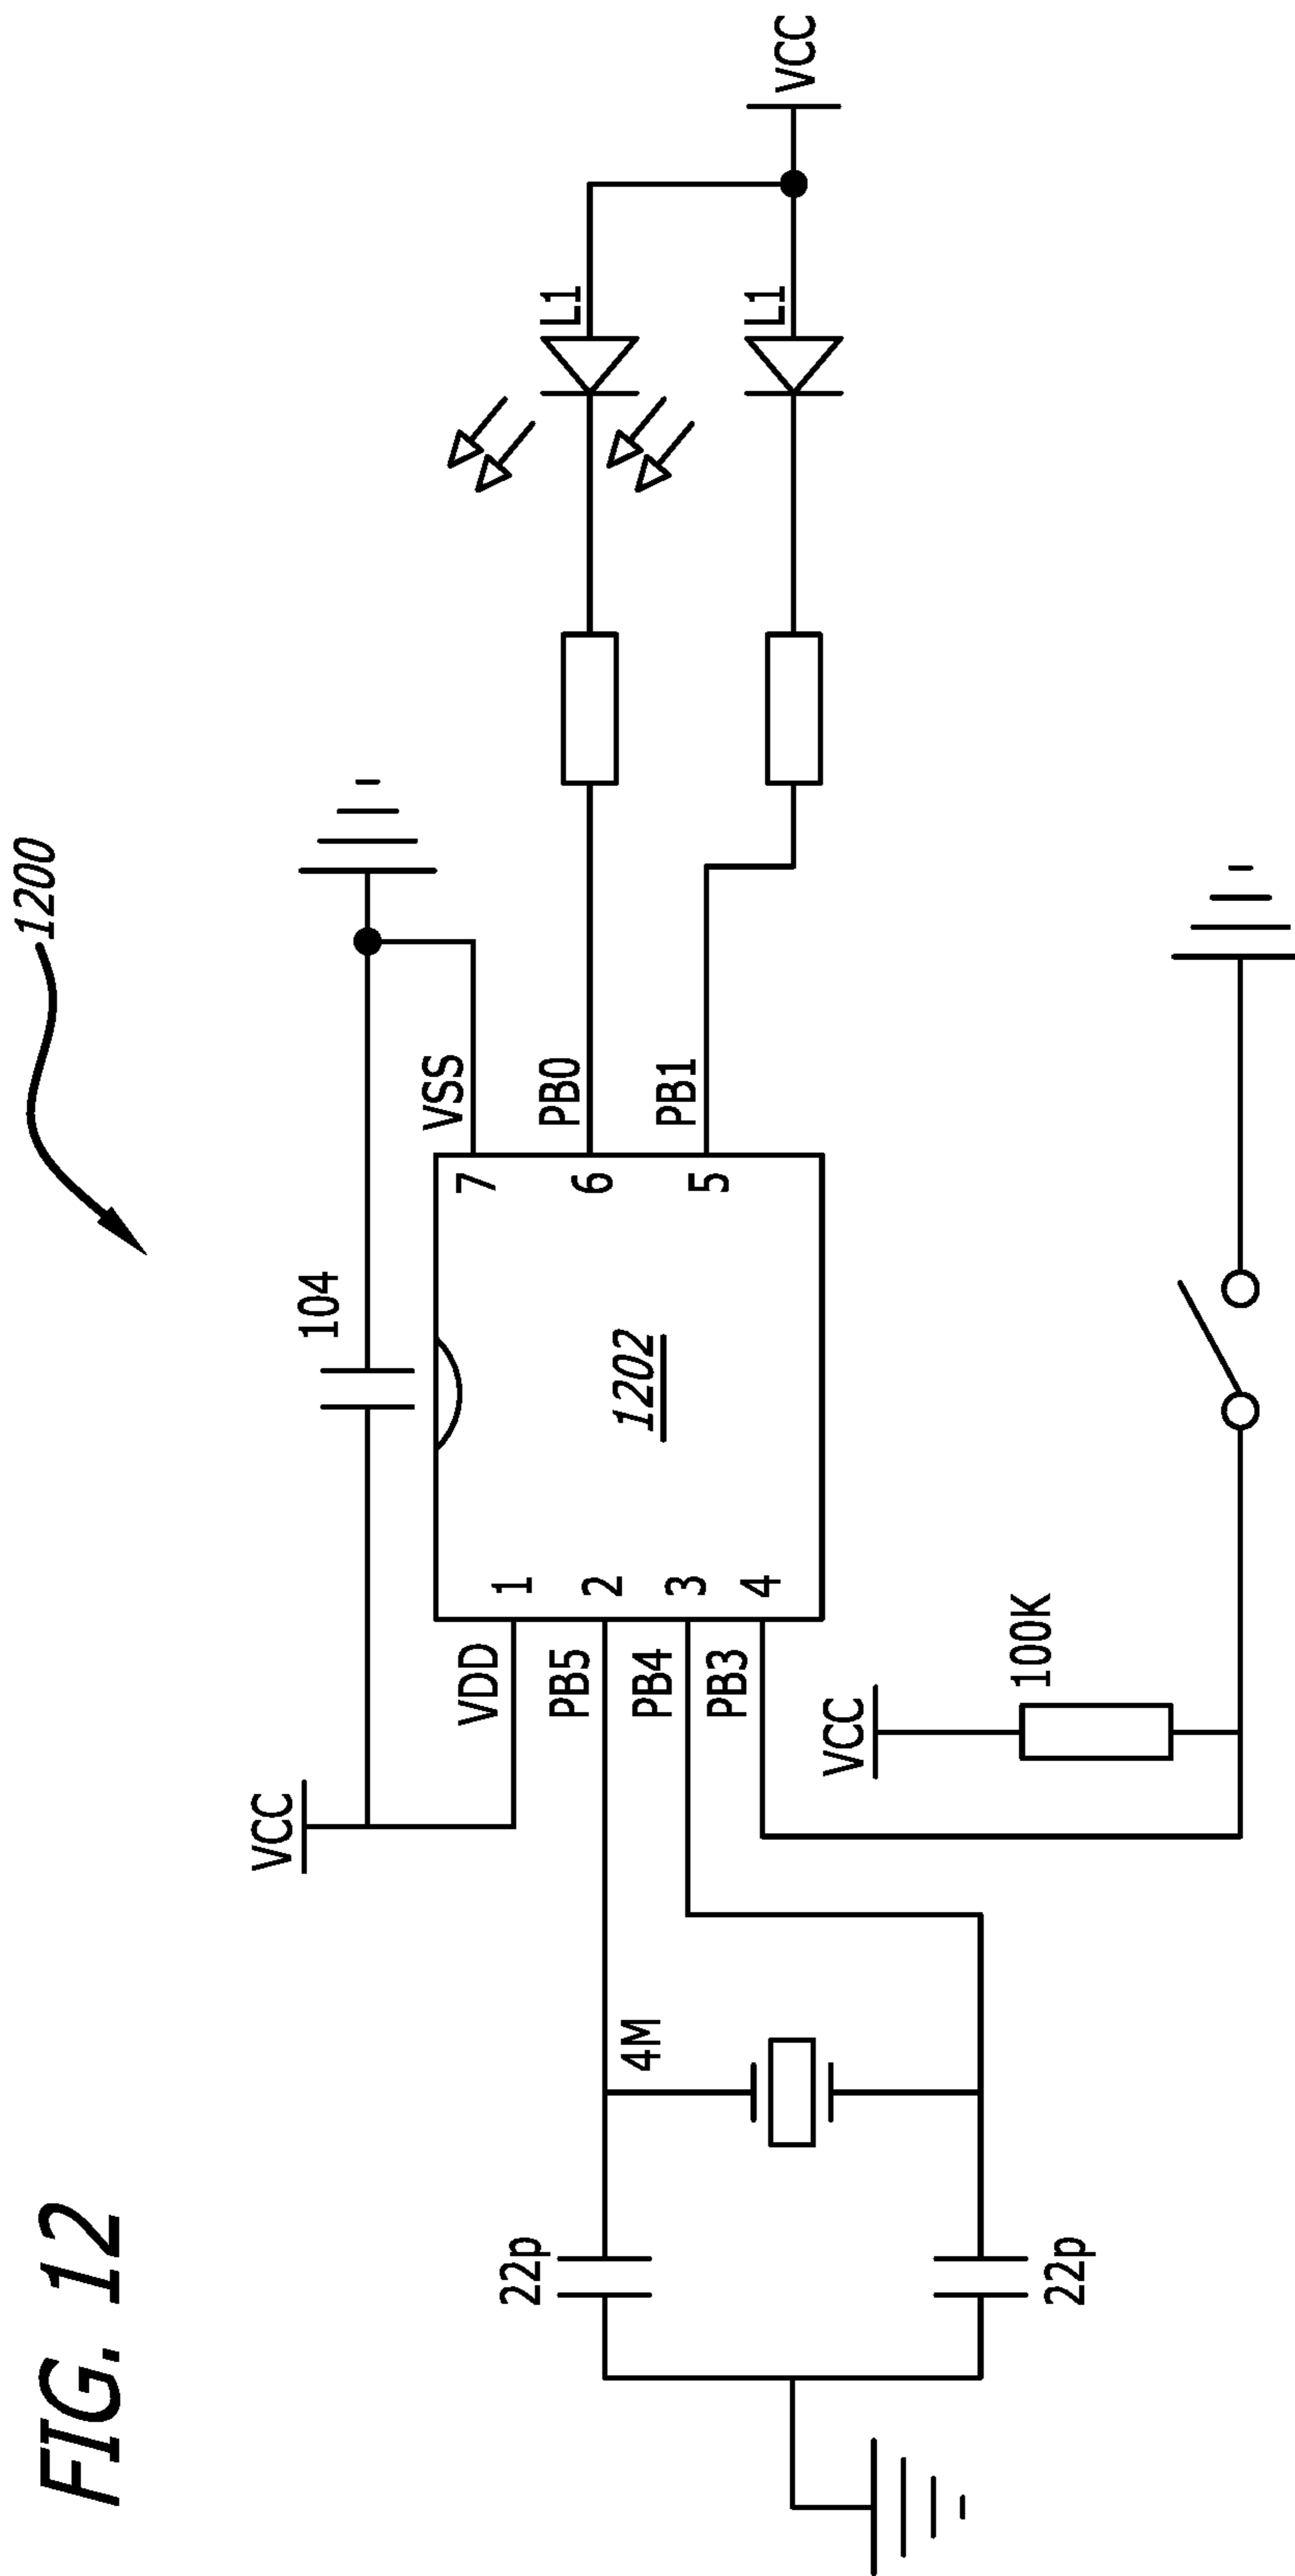 FIG. 12
1200
VCC
104
VDD
1
7
VSS
PB5
2
6
PB0
PB4
3
5
PB1
PB3
4
1202
22p
4M
22p
VCC
100K
L1
L1
VCC